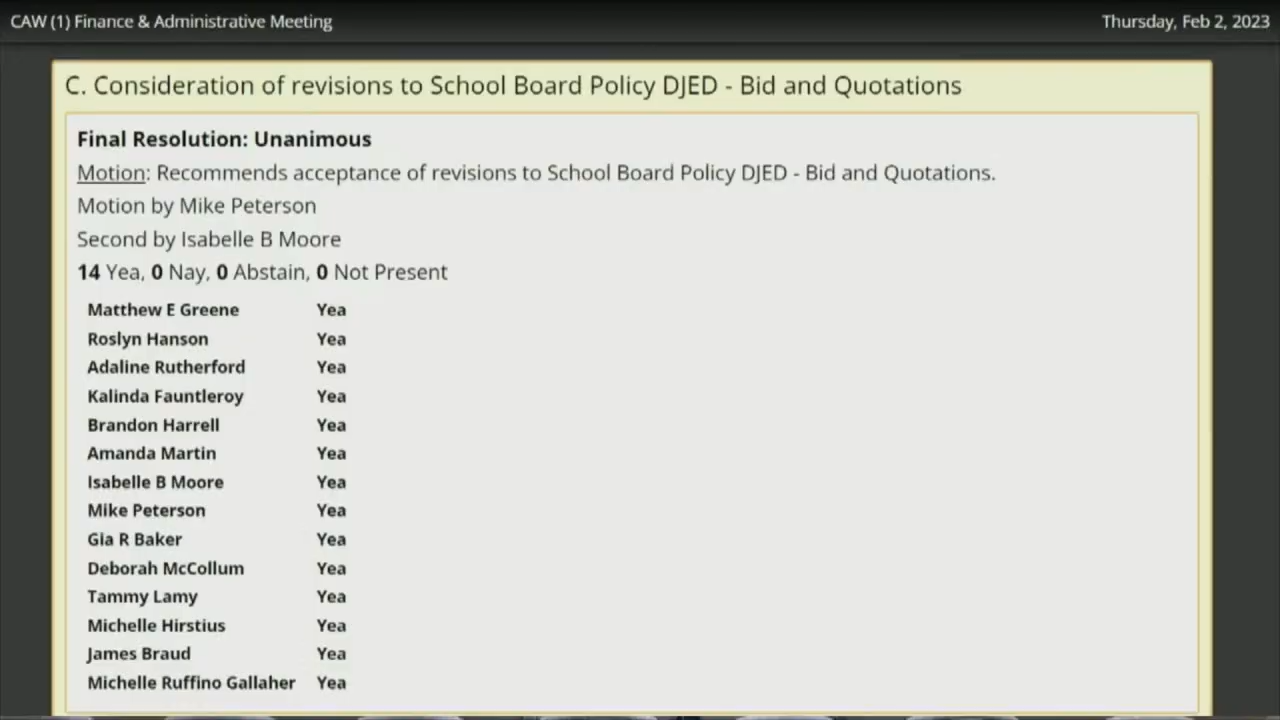 CAW (1) Finance & Administrative Meeting
Thursday, Feb 2, 2023
C. Consideration of revisions to School Board Policy DJED - Bid and Quotations
Final Resolution: Unanimous
Motion: Recommends acceptance of revisions to School Board Policy DJED - Bid and Quotations.
Motion by Mike Peterson
Second by Isabelle B Moore
14 Yea, 0 Nay, 0 Abstain, 0 Not Present
Matthew E Greene Yea
Roslyn Hanson Yea
Adaline Rutherford Yea
Kalinda Fauntleroy Yea
Brandon Harrell Yea
Amanda Martin Yea
Isabelle B Moore Yea
Mike Peterson Yea
Gia R Baker Yea
Deborah McCollum Yea
Tammy Lamy Yea
Michelle Hirstius Yea
James Braud Yea
Michelle Ruffino Gallaher Yea